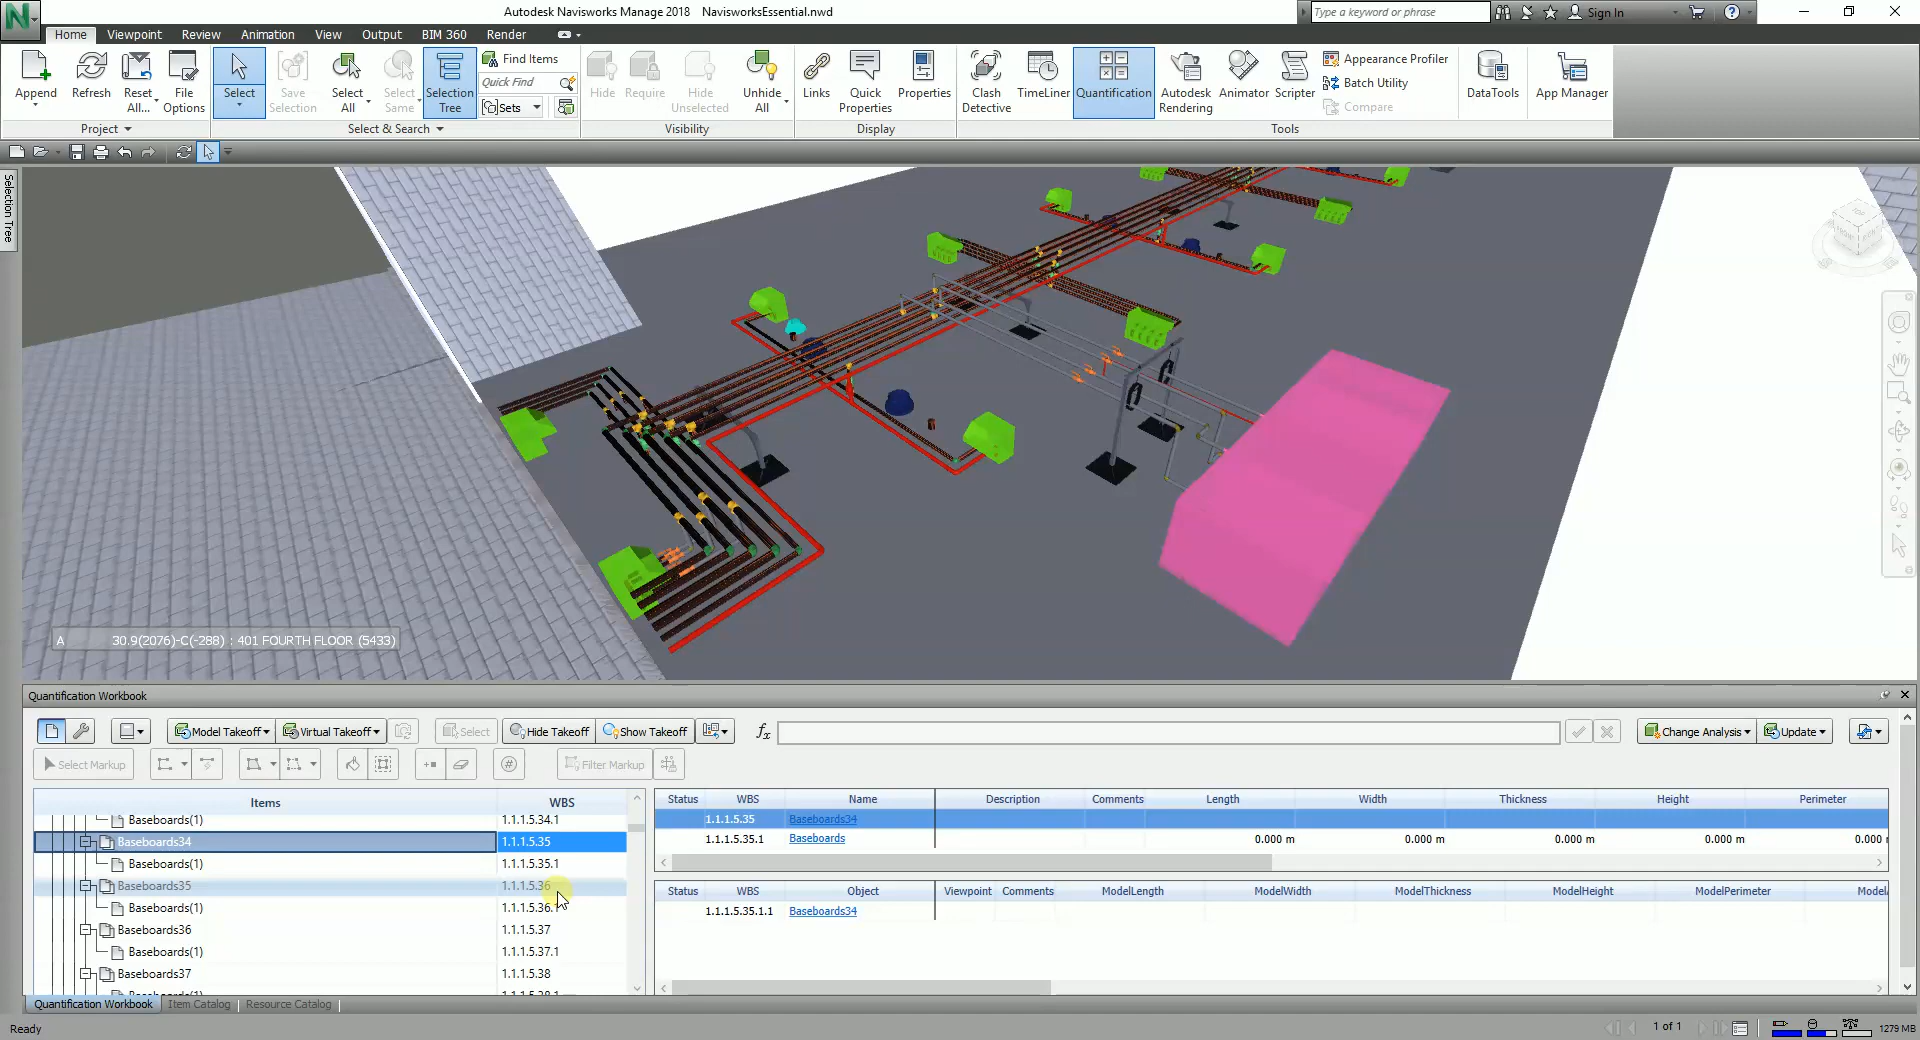 Autodesk Navisworks Manage 2018 NavisworksEssential.nwd
Type a keyword or phrase
Sign In
Home Viewpoint Review Animation View Output BIM 360 Render
Append
Refresh
Reset All...
File Options
Project
Select
Save Selection
Select All
Select Same
Selection Tree
Find Items
Quick Find
Sets
Select & Search
Hide
Require
Hide Unselected
Unhide All
Visibility
Links
Quick Properties
Properties
Display
Clash Detective
TimeLiner
Quantification
Autodesk Rendering
Animator
Scripter
Appearance Profiler
Batch Utility
Compare
DataTools
App Manager
Tools
Selection Tree
A 30.9(2076)-C(-288) : 401 FOURTH FLOOR (5433)
Quantification Workbook
Model Takeoff Virtual Takeoff Select Hide Takeoff Show Takeoff fx Change Analysis Update
Select Markup Filter Markup
Items WBS
Baseboards(1) 1.1.1.5.34.1
Baseboards34 1.1.1.5.35
Baseboards(1) 1.1.1.5.35.1
Baseboards35 1.1.1.5.36
Baseboards(1) 1.1.1.5.36.1
Baseboards36 1.1.1.5.37
Baseboards(1) 1.1.1.5.37.1
Baseboards37 1.1.1.5.38
Status WBS Name Description Comments Length Width Thickness Height Perimeter
1.1.1.5.35 Baseboards34
1.1.1.5.35.1 Baseboards 0.000 m 0.000 m 0.000 m 0.000 m 0.000
Status WBS Object Viewpoint Comments ModelLength ModelWidth ModelThickness ModelHeight ModelPerimeter Model
1.1.1.5.35.1.1 Baseboards34
Quantification Workbook Item Catalog Resource Catalog
Ready
1 of 1
1279 MB